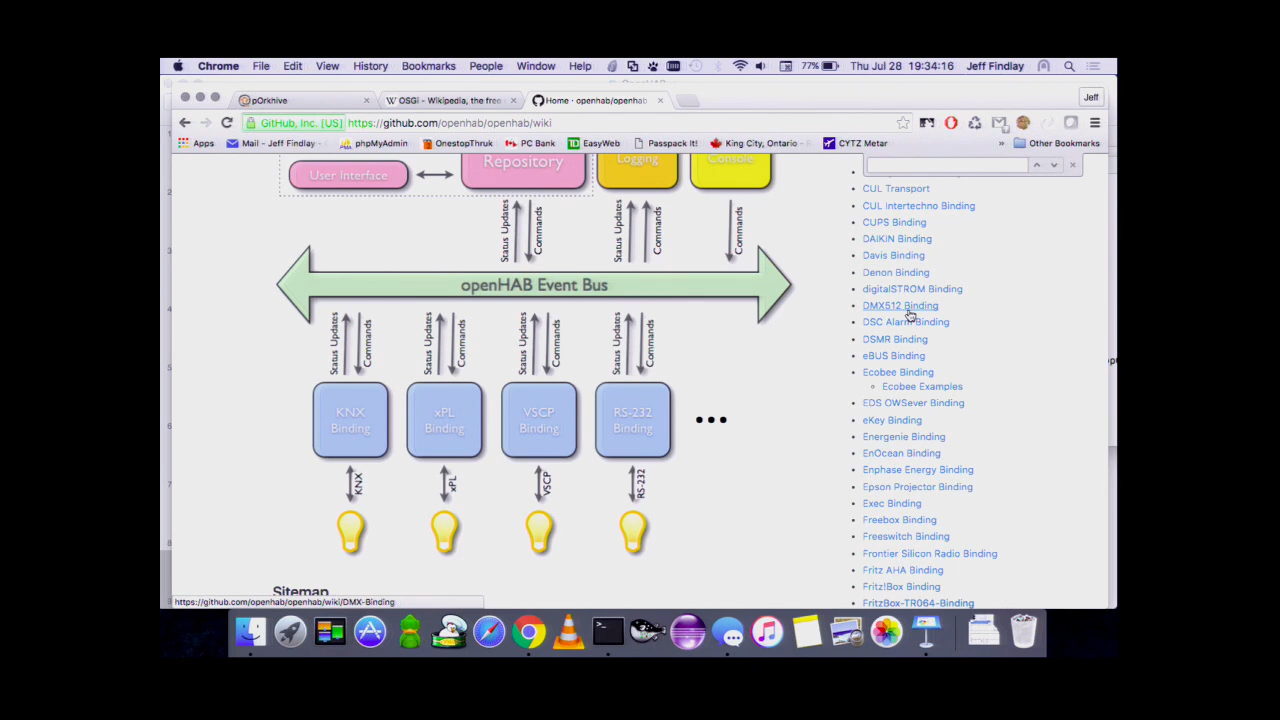 Chrome File Edit View History Bookmarks People Window Help 77% Thu Jul 28 19:34:16 Jeff Findlay
pOrkhive
W OSGi - Wikipedia, the free
Home · openhab/openhab
Jeff
GitHub, Inc. [US] https://github.com/openhab/openhab/wiki
Apps Mail - Jeff Findlay - phpMyAdmin OnestopThruk PC Bank EasyWeb Passpack It! King City, Ontario - CYTZ Metar » Other Bookmarks
User Interface
Repository
Logging
Console
Status Updates
Commands
Status Updates
Commands
Commands
openHAB Event Bus
Status Updates
Commands
Status Updates
Commands
Status Updates
Commands
Status Updates
Commands
KNX
Binding
xPL
Binding
VSCP
Binding
RS-232
Binding
KNX
xPL
VSCP
RS-232
Sitemap
https://github.com/openhab/openhab/wiki/DMX-Binding
CUL Transport
CUL Intertechno Binding
CUPS Binding
DAIKIN Binding
Davis Binding
Denon Binding
digitalSTROM Binding
DMX512 Binding
DSC Alarm Binding
DSMR Binding
eBUS Binding
Ecobee Binding
Ecobee Examples
EDS OWSever Binding
eKey Binding
Energenie Binding
EnOcean Binding
Enphase Energy Binding
Epson Projector Binding
Exec Binding
Freebox Binding
Freeswitch Binding
Frontier Silicon Radio Binding
Fritz AHA Binding
Fritz!Box Binding
FritzBox-TR064-Binding